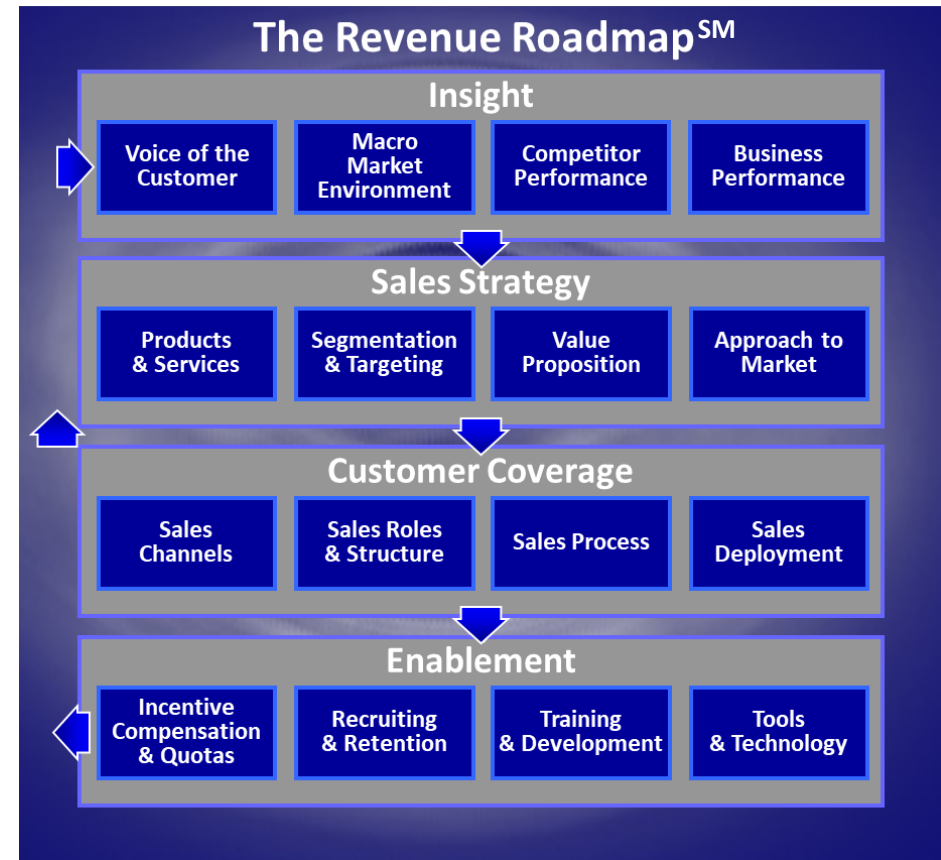 The Revenue Roadmap℠
Insight
Voice of the
Customer
Macro
Market
Environment
Competitor
Performance
Business
Performance
Sales Strategy
Products
& Services
Segmentation
& Targeting
Value
Proposition
Approach to
Market
Customer Coverage
Sales
Channels
Sales Roles
& Structure
Sales Process
Sales
Deployment
Enablement
Incentive
Compensation
& Quotas
Recruiting
& Retention
Training
& Development
Tools
& Technology